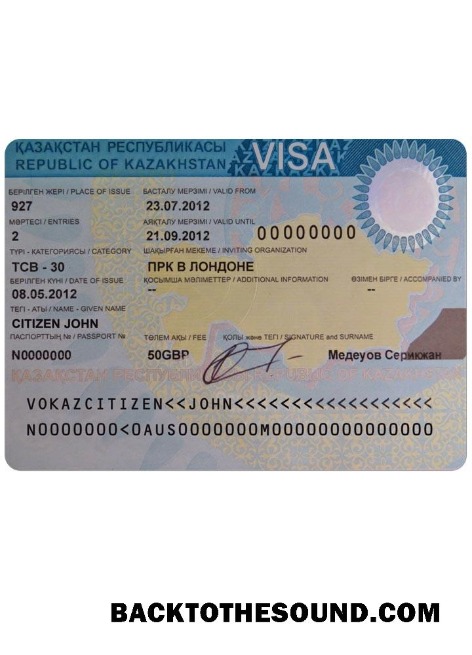 ҚАЗАҚСТАН РЕСПУБЛИКАСЫ
REPUBLIC OF KAZAKHSTAN VISA
БЕРІЛГЕН ЖЕРІ / PLACE OF ISSUE БАСТАЛУ МЕРЗІМІ / VALID FROM
927 23.07.2012
МӘРТЕСІ / ENTRIES АЯҚТАЛУ МЕРЗІМІ / VALID UNTIL
2 21.09.2012 00000000
ТҮРІ - КАТЕГОРИЯСЫ / CATEGORY ШАҚЫРҒАН МЕКЕМЕ / INVITING ORGANIZATION
ТСВ - 30 ПРК В ЛОНДОНЕ
БЕРІЛГЕН КҮНІ / DATE OF ISSUE ҚОСЫМША МӘЛІМЕТТЕР / ADDITIONAL INFORMATION ӨЗІМЕН БІРГЕ / ACCOMPANIED BY
08.05.2012 -- --
ТЕГІ - АТЫ / NAME - GIVEN NAME
CITIZEN JOHN
ПАСПОРТТЫҢ № / PASSPORT № ТӨЛЕМ АҚЫ / FEE ҚОЛЫ және ТЕГІ / SIGNATURE and SURNAME
N0000000 50GBP Медеуов Серикжан
ҚАЗАҚСТАН РЕСПУБЛИКАСЫ REPUBLIC OF KAZAKHSTAN
VOKAZCITIZEN<<JOHN<<<<<<<<<<<<<<<<<<
N0000000<0AUS0000000M00000000000000
BACKTOTHESOUND.COM